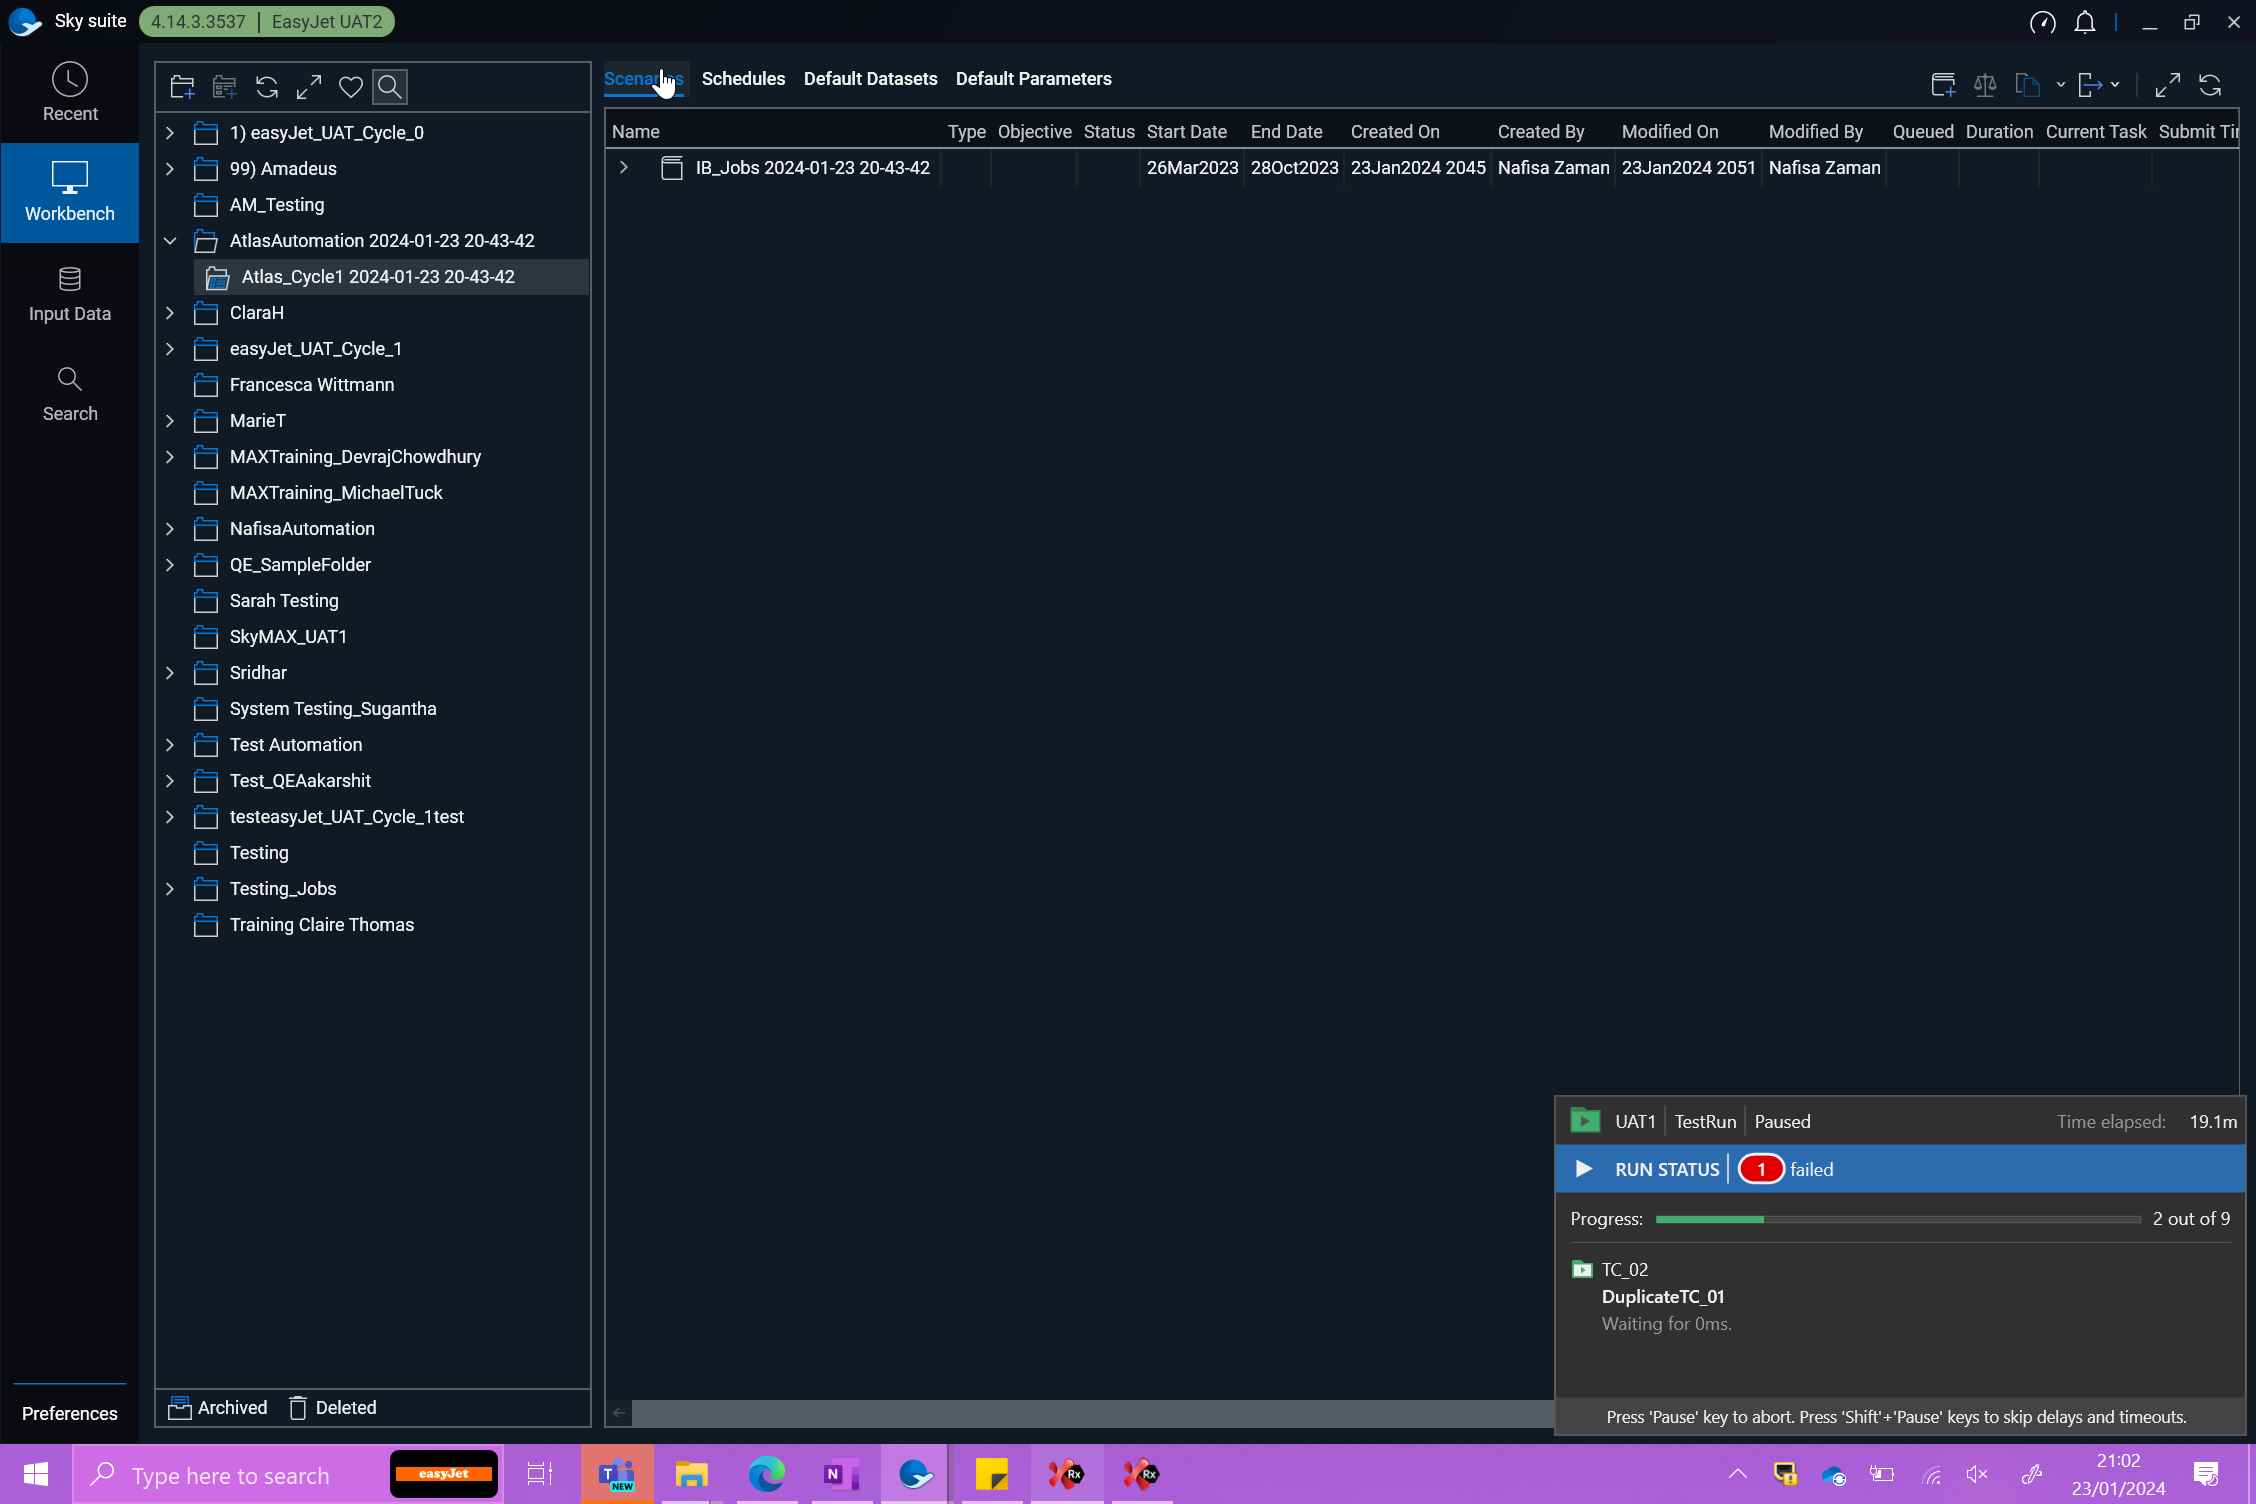 Sky suite 4.14.3.3537 | EasyJet UAT2
Recent
Workbench
Input Data
Search
Preferences
1) easyJet_UAT_Cycle_0
99) Amadeus
AM_Testing
AtlasAutomation 2024-01-23 20-43-42
Atlas_Cycle1 2024-01-23 20-43-42
ClaraH
easyJet_UAT_Cycle_1
Francesca Wittmann
MarieT
MAXTraining_DevrajChowdhury
MAXTraining_MichaelTuck
NafisaAutomation
QE_SampleFolder
Sarah Testing
SkyMAX_UAT1
Sridhar
System Testing_Sugantha
Test Automation
Test_QEAakarshit
testeasyJet_UAT_Cycle_1test
Testing
Testing_Jobs
Training Claire Thomas
Archived Deleted
Scenarios Schedules Default Datasets Default Parameters
Name Type Objective Status Start Date End Date Created On Created By Modified On Modified By Queued Duration Current Task Submit Ti
IB_Jobs 2024-01-23 20-43-42 26Mar2023 28Oct2023 23Jan2024 2045 Nafisa Zaman 23Jan2024 2051 Nafisa Zaman
UAT1 TestRun Paused Time elapsed: 19.1m
RUN STATUS 1 failed
Progress: 2 out of 9
TC_02
DuplicateTC_01
Waiting for 0ms.
Press 'Pause' key to abort. Press 'Shift'+'Pause' keys to skip delays and timeouts.
Type here to search easyJet T NEW N Rx Rx 21:02
23/01/2024